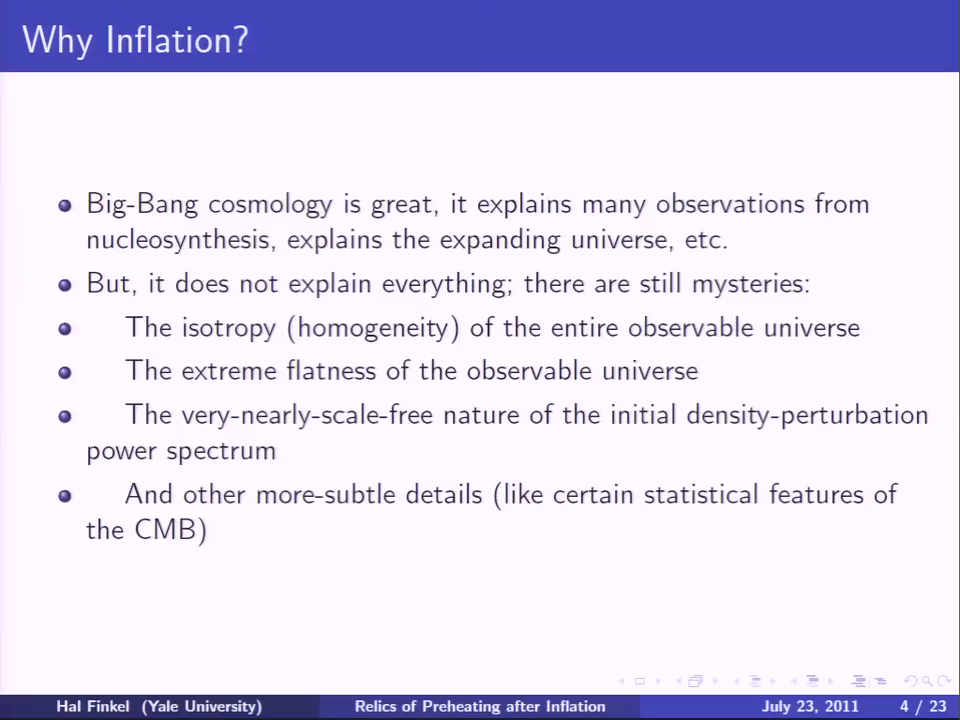 Why Inflation?
Big-Bang cosmology is great, it explains many observations from
nucleosynthesis, explains the expanding universe, etc.
But, it does not explain everything; there are still mysteries:
The isotropy (homogeneity) of the entire observable universe
The extreme flatness of the observable universe
The very-nearly-scale-free nature of the initial density-perturbation
power spectrum
And other more-subtle details (like certain statistical features of
the CMB)
Hal Finkel (Yale University) Relics of Preheating after Inflation July 23, 2011 4 / 23